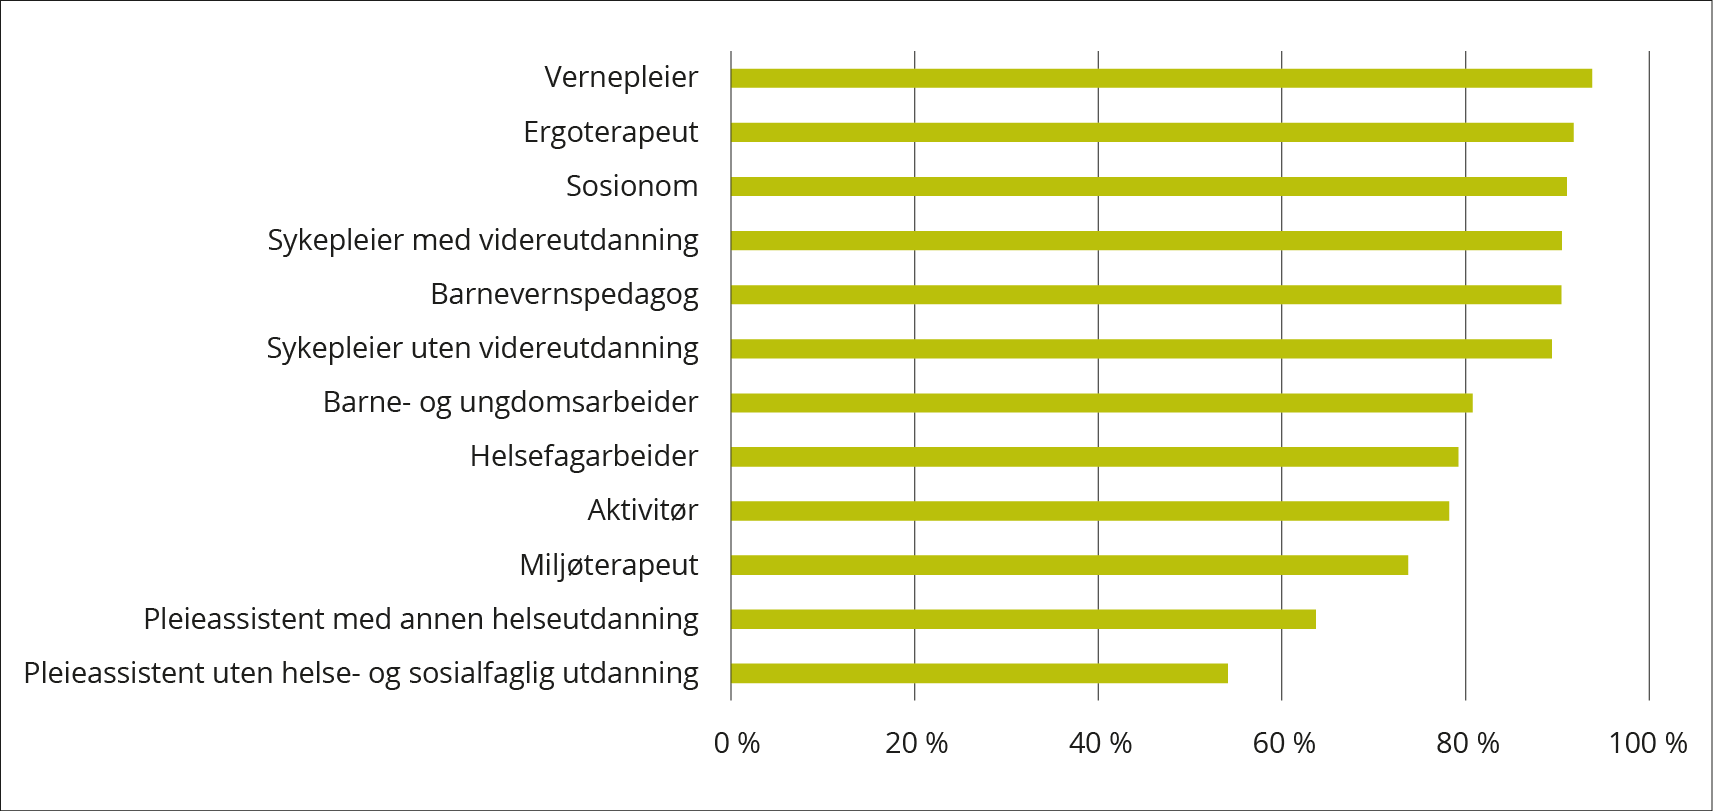 Vernepleier
Ergoterapeut
Sosionom
Sykepleier med videreutdanning
Barnevernspedagog
Sykepleier uten videreutdanning
Barne- og ungdomsarbeider
Helsefagarbeider
Aktivitør
Miljøterapeut
Pleieassistent med annen helseutdanning
Pleieassistent uten helse- og sosialfaglig utdanning
0 % 20 % 40 % 60 % 80 % 100 %